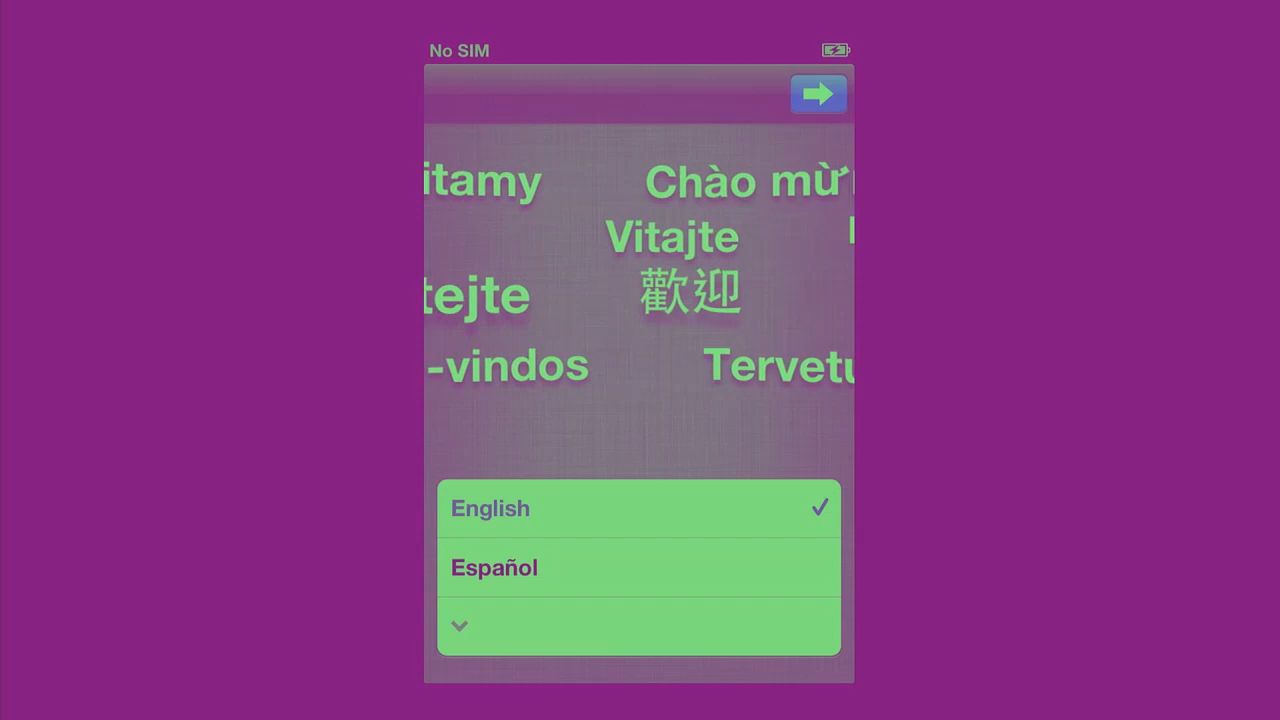 No SIM
itamy
Chào mừ
Vitajte
tejte
歡迎
-vindos
Tervetu
English
Español